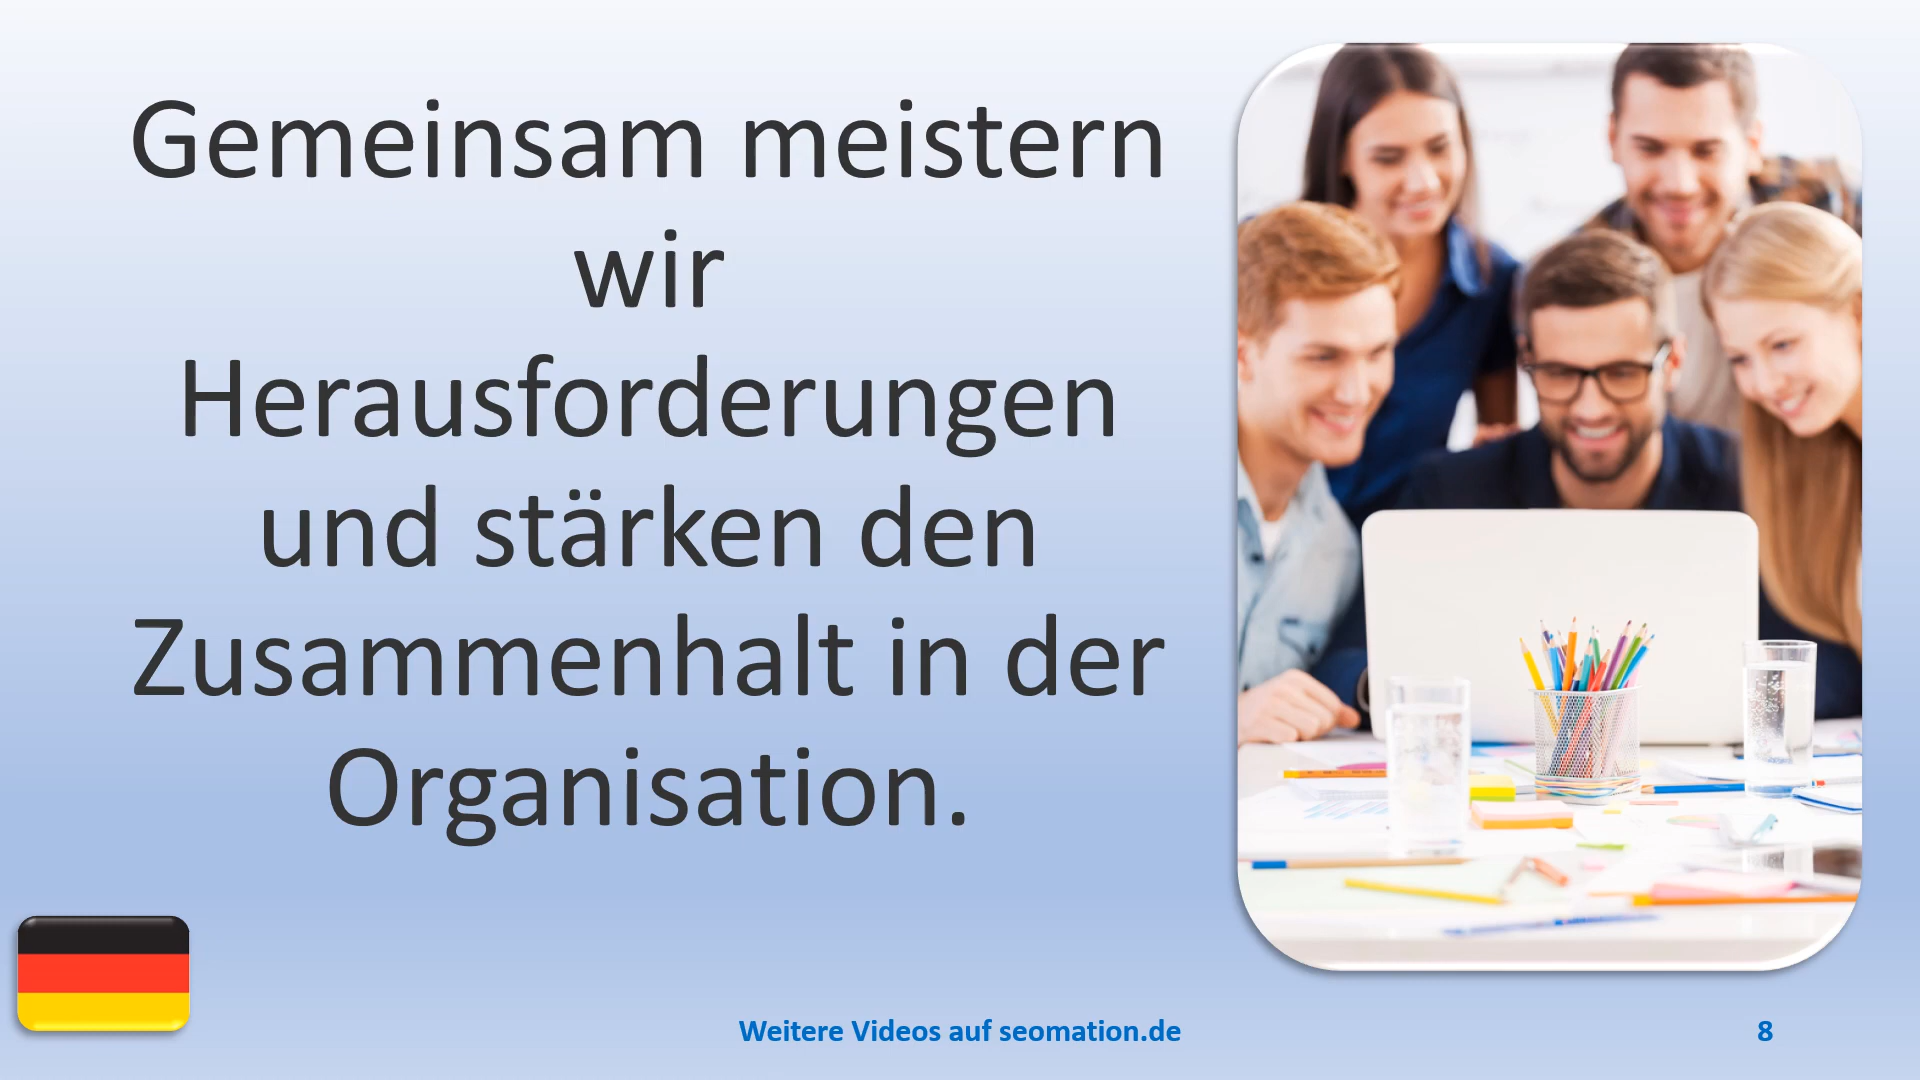 Gemeinsam meistern
wir
Herausforderungen
und stärken den
Zusammenhalt in der
Organisation.
Weitere Videos auf seomation.de
8